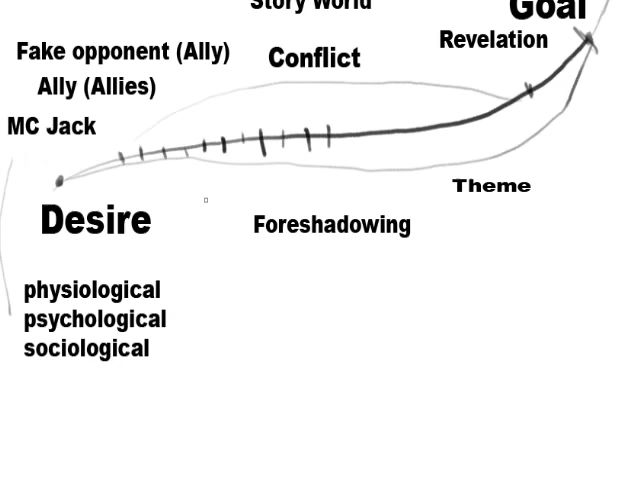 Story World
Goal
Revelation
Fake opponent (Ally)
Conflict
Ally (Allies)
MC Jack
Theme
Desire
Foreshadowing
physiological
psychological
sociological